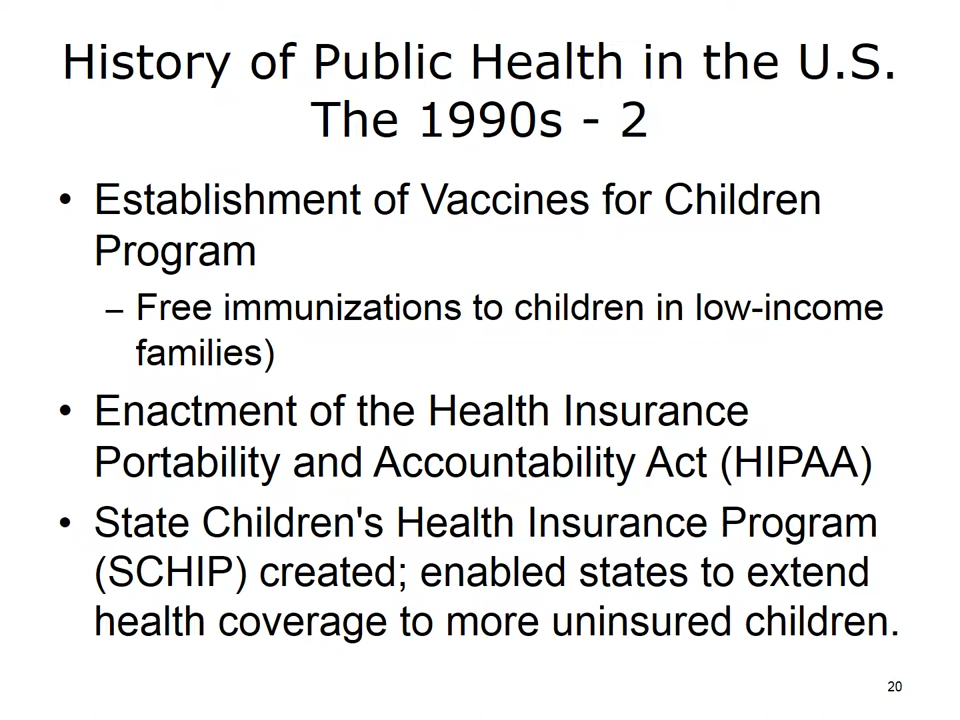 History of Public Health in the U.S.
The 1990s - 2
• Establishment of Vaccines for Children
Program
– Free immunizations to children in low-income
families)
• Enactment of the Health Insurance
Portability and Accountability Act (HIPAA)
• State Children's Health Insurance Program
(SCHIP) created; enabled states to extend
health coverage to more uninsured children.
20